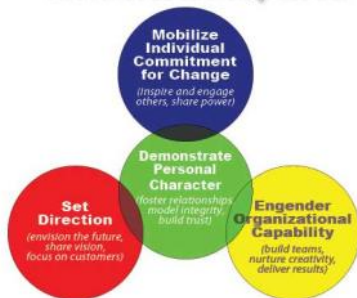 Mobilize
Individual
Commitment
for Change
(Inspire and engage
others, share power)
Demonstrate
Personal
Character
(foster relationships,
model integrity,
build trust)
Set
Direction
(envision the future,
share vision,
focus on customers)
Engender
Organizational
Capability
(build teams,
nurture creativity,
deliver results)